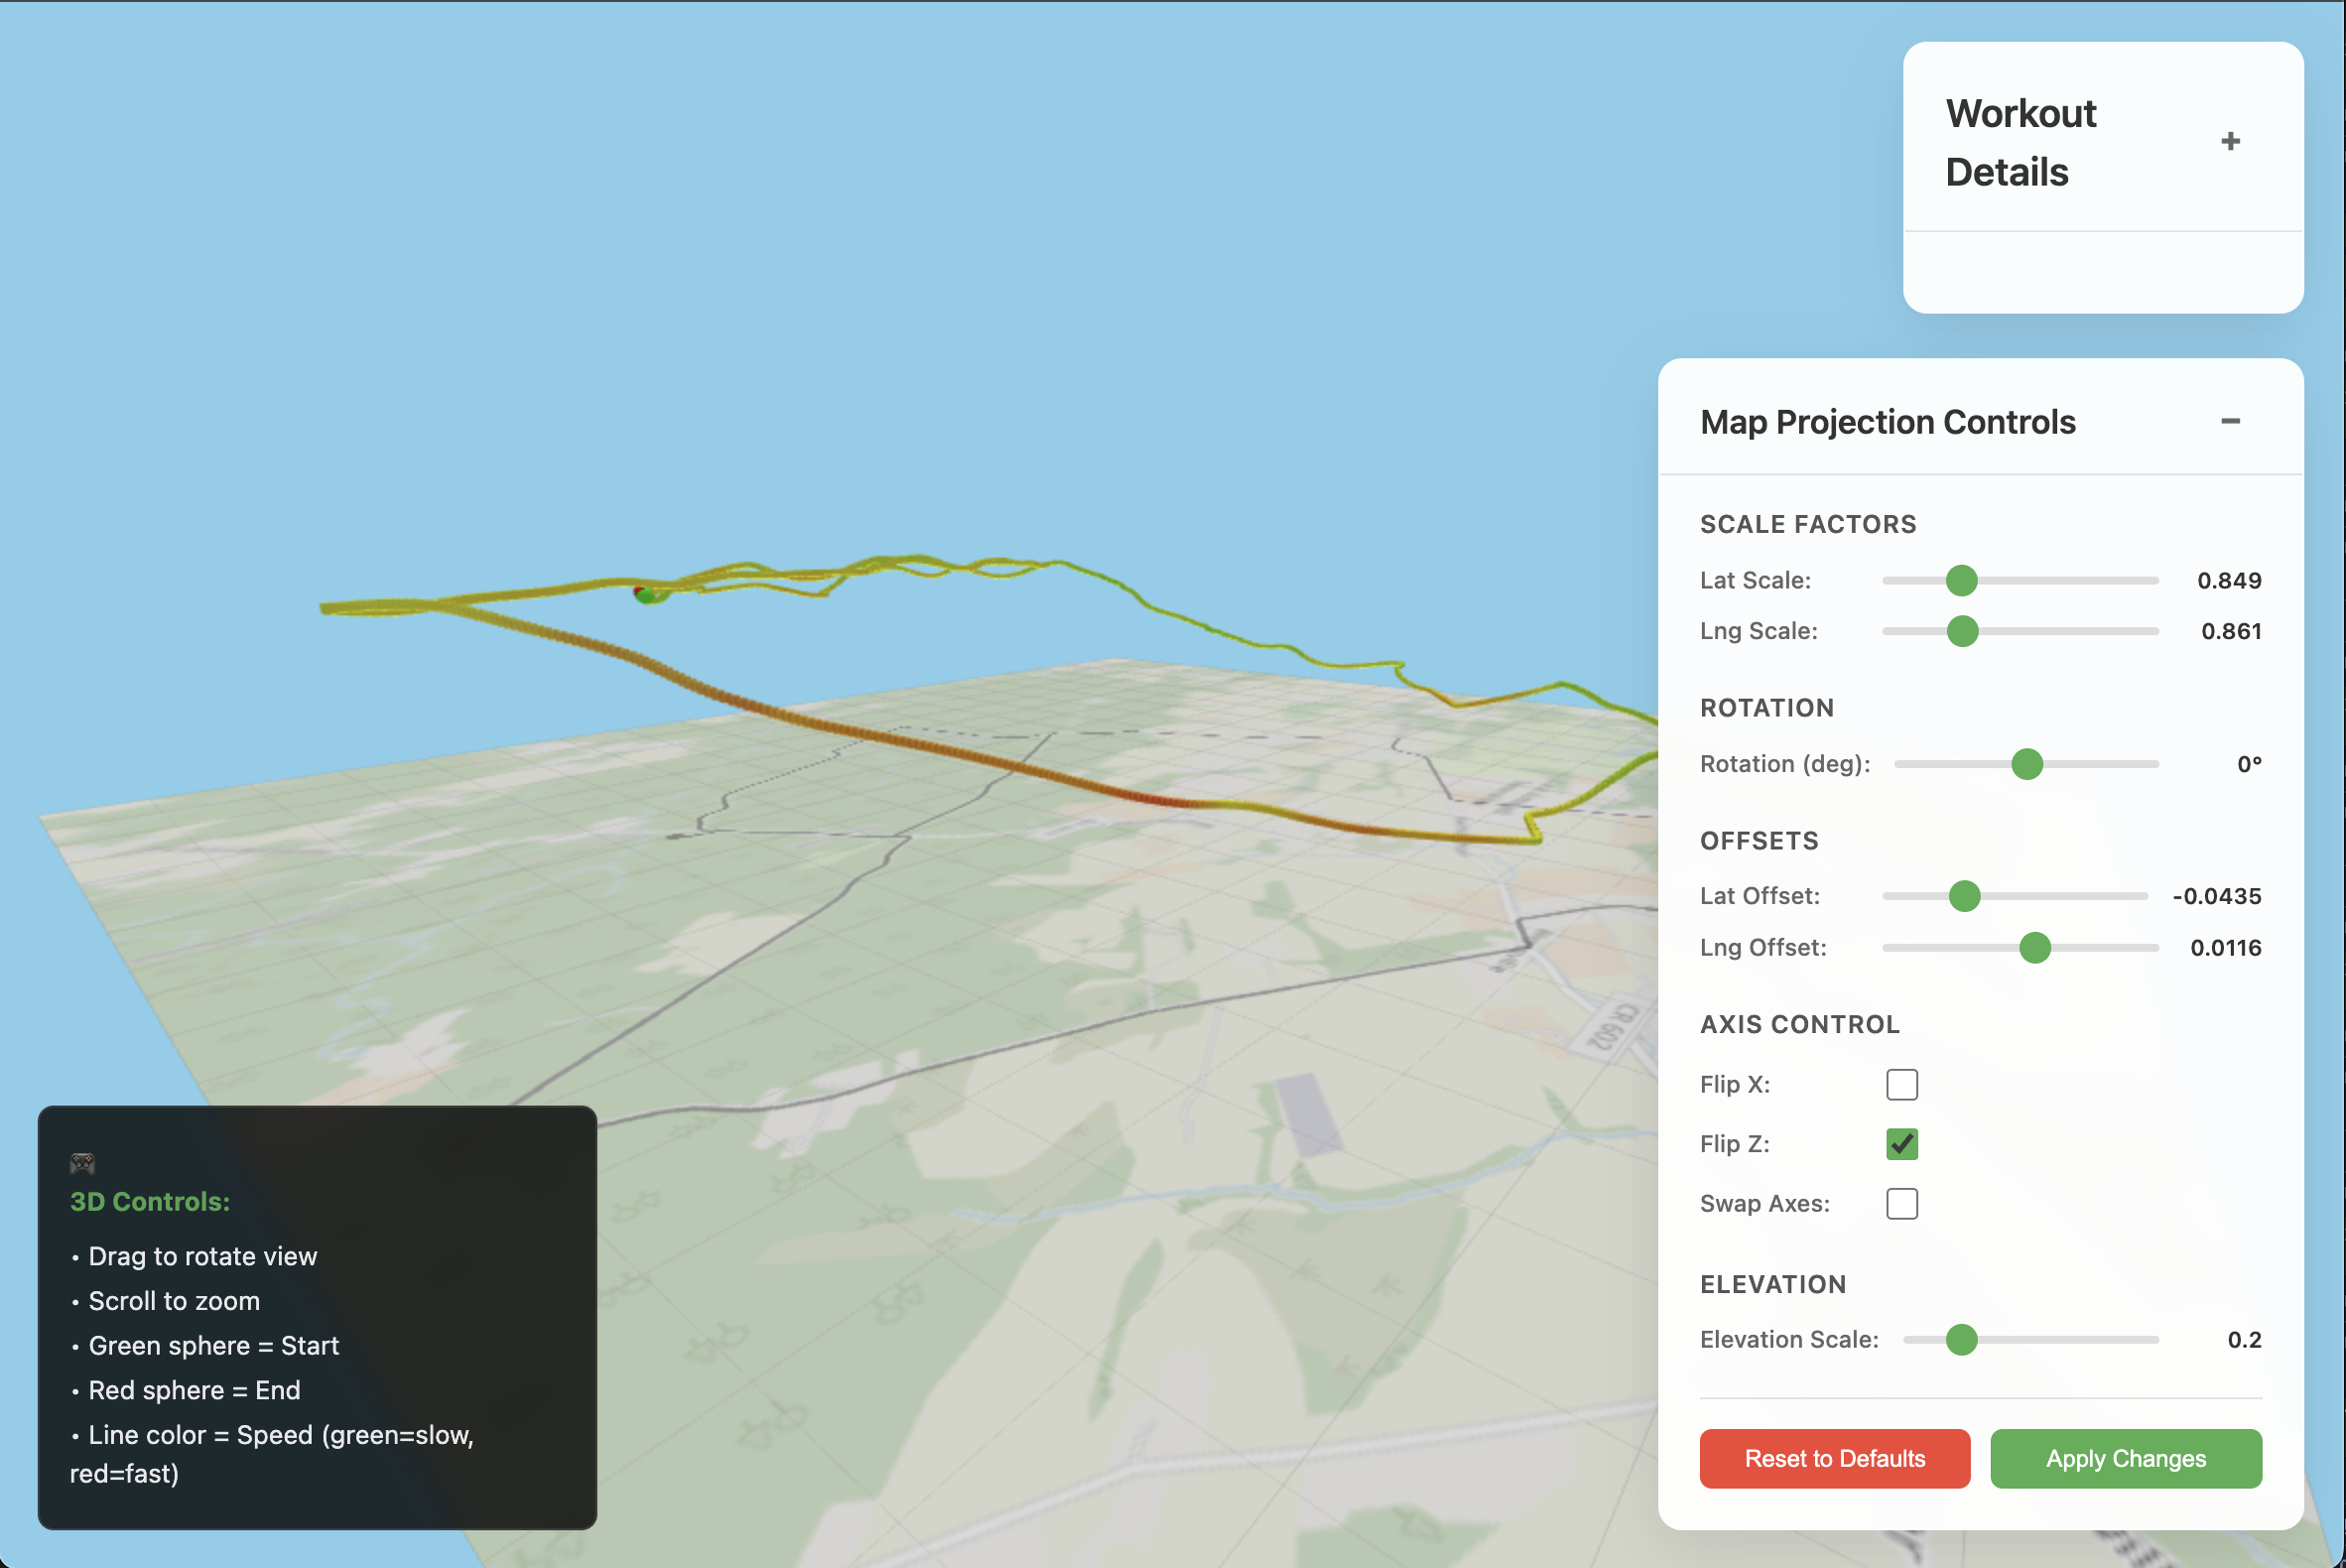 Workout
Details
+
Map Projection Controls
−
SCALE FACTORS
Lat Scale: 0.849
Lng Scale: 0.861
ROTATION
Rotation (deg): 0°
OFFSETS
Lat Offset: -0.0435
Lng Offset: 0.0116
AXIS CONTROL
Flip X:
Flip Z:
Swap Axes:
ELEVATION
Elevation Scale: 0.2
Reset to Defaults
Apply Changes
CR 602
3D Controls:
• Drag to rotate view
• Scroll to zoom
• Green sphere = Start
• Red sphere = End
• Line color = Speed (green=slow,
red=fast)